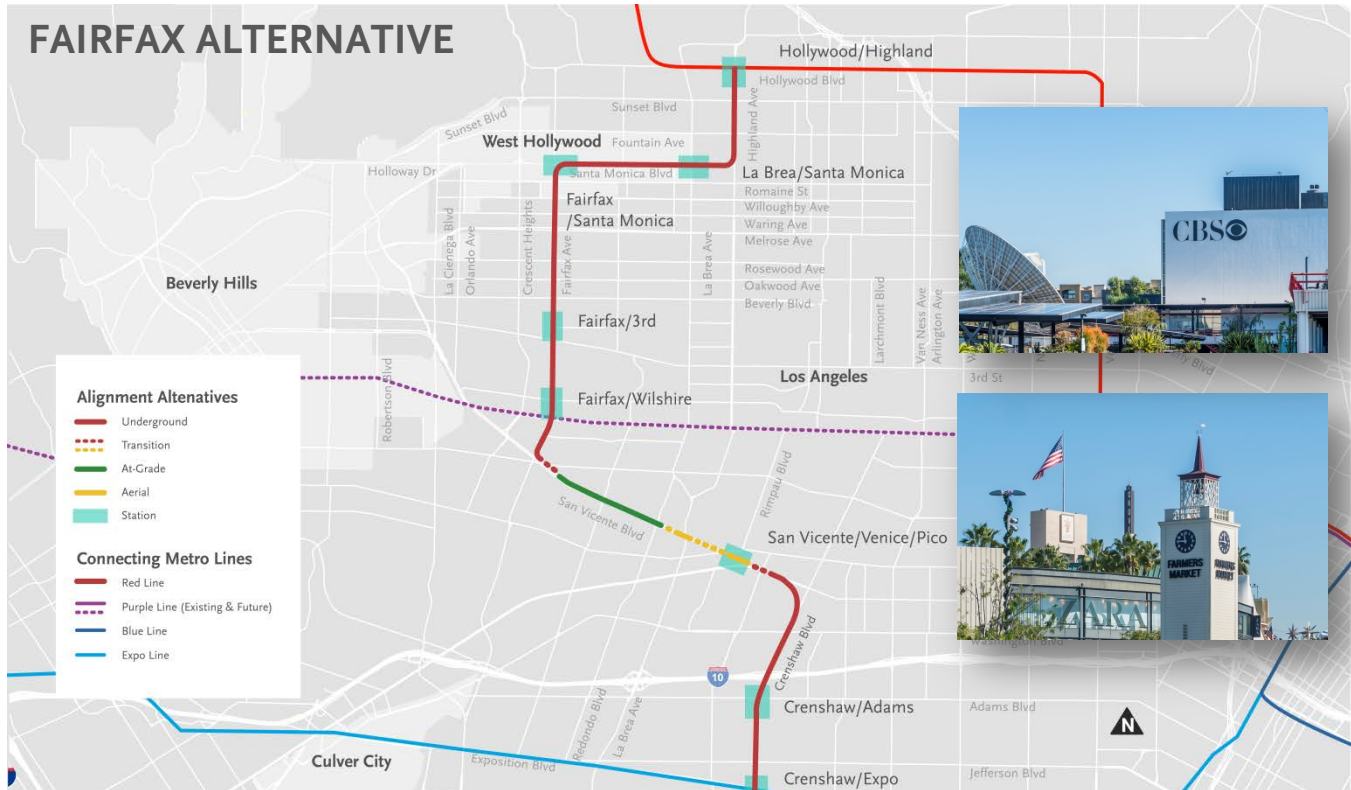 FAIRFAX ALTERNATIVE
Hollywood/Highland
Hollywood Blvd
Sunset Blvd
Sunset Blvd
Highland Ave
West Hollywood
Fountain Ave
Holloway Dr
Santa Monica Blvd
La Brea/Santa Monica
Romaine St
Fairfax
/Santa Monica
Willoughby Ave
Waring Ave
Melrose Ave
La Cienega Blvd
Orlando Ave
Crescent Heights
Fairfax Ave
La Brea Ave
Rosewood Ave
Oakwood Ave
Beverly Blvd
Larchmont Blvd
Van Ness Ave
Arlington Ave
CBS
Beverly Hills
Fairfax/3rd
Los Angeles
3rd St
Robertson Blvd
Fairfax/Wilshire
Alignment Altenatives
Underground
Transition
At-Grade
Aerial
Station
Connecting Metro Lines
Red Line
Purple Line (Existing & Future)
Blue Line
Expo Line
San Vicente Blvd
Rimpau Blvd
San Vicente/Venice/Pico
FARMERS
MARKET
FARMERS
MARKET
ZARA
Crenshaw Blvd
Washington Blvd
10
Redondo Blvd
La Brea Ave
Crenshaw/Adams
Adams Blvd
N
Culver City
Exposition Blvd
Crenshaw/Expo
Jefferson Blvd